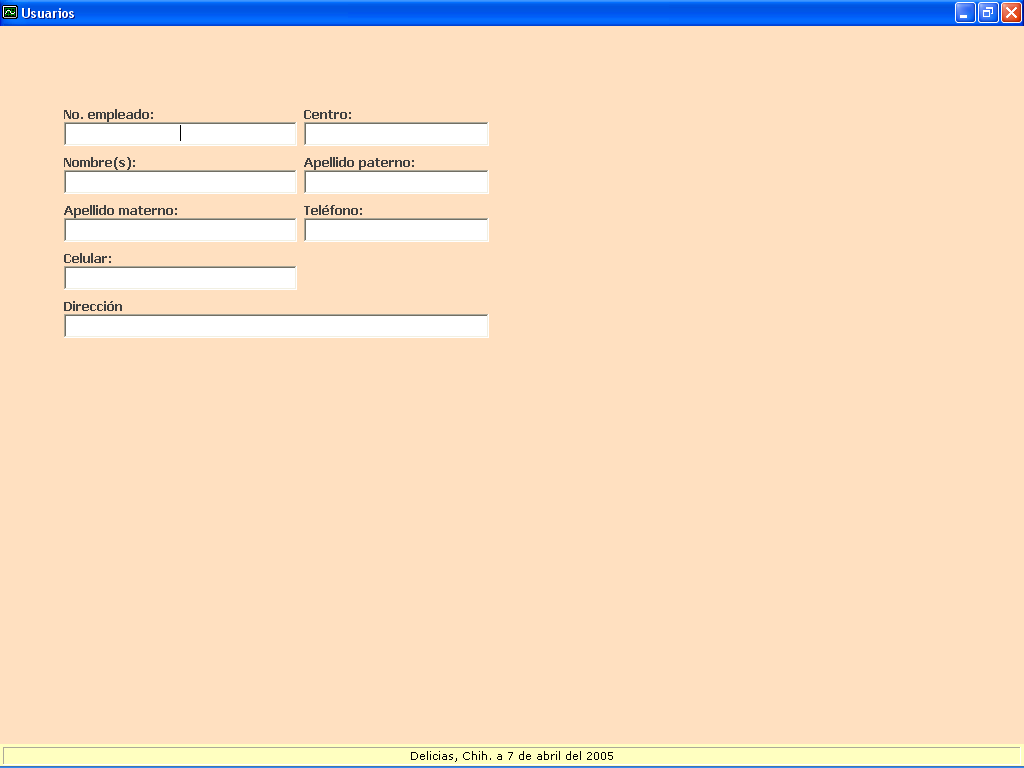 Usuarios
No. empleado: Centro:
Nombre(s): Apellido paterno:
Apellido materno: Teléfono:
Celular:
Dirección
Delicias, Chih. a 7 de abril del 2005